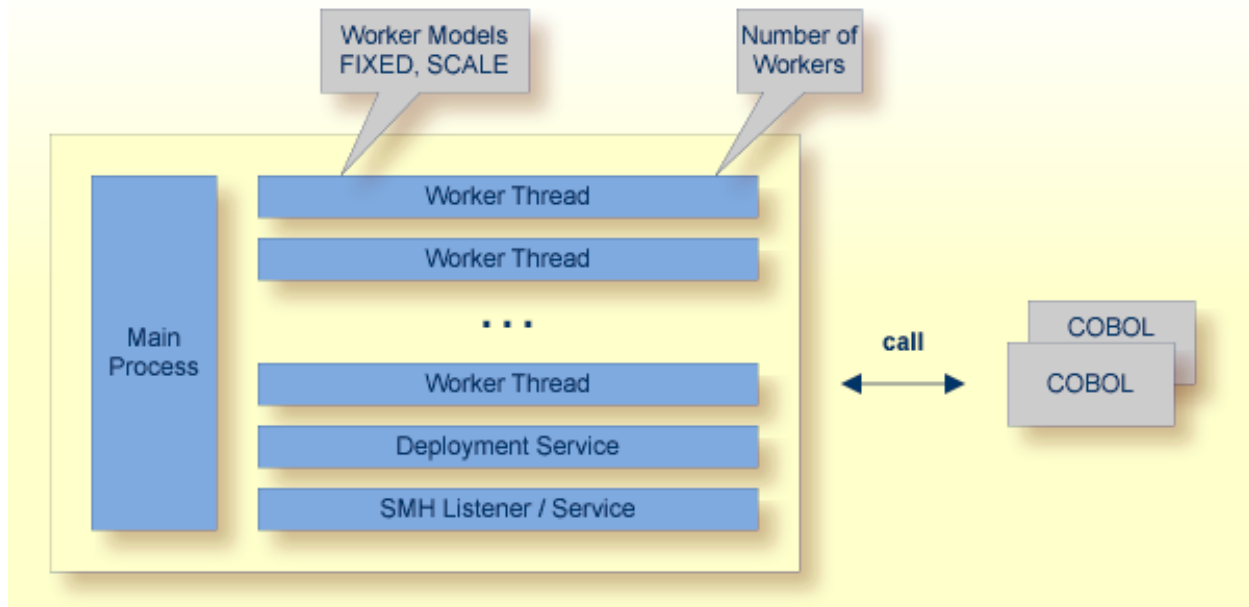 Worker Models
FIXED, SCALE
Number of
Workers
Worker Thread
Worker Thread
...
Main
Process
Worker Thread
Deployment Service
SMH Listener / Service
call
COBOL
COBOL